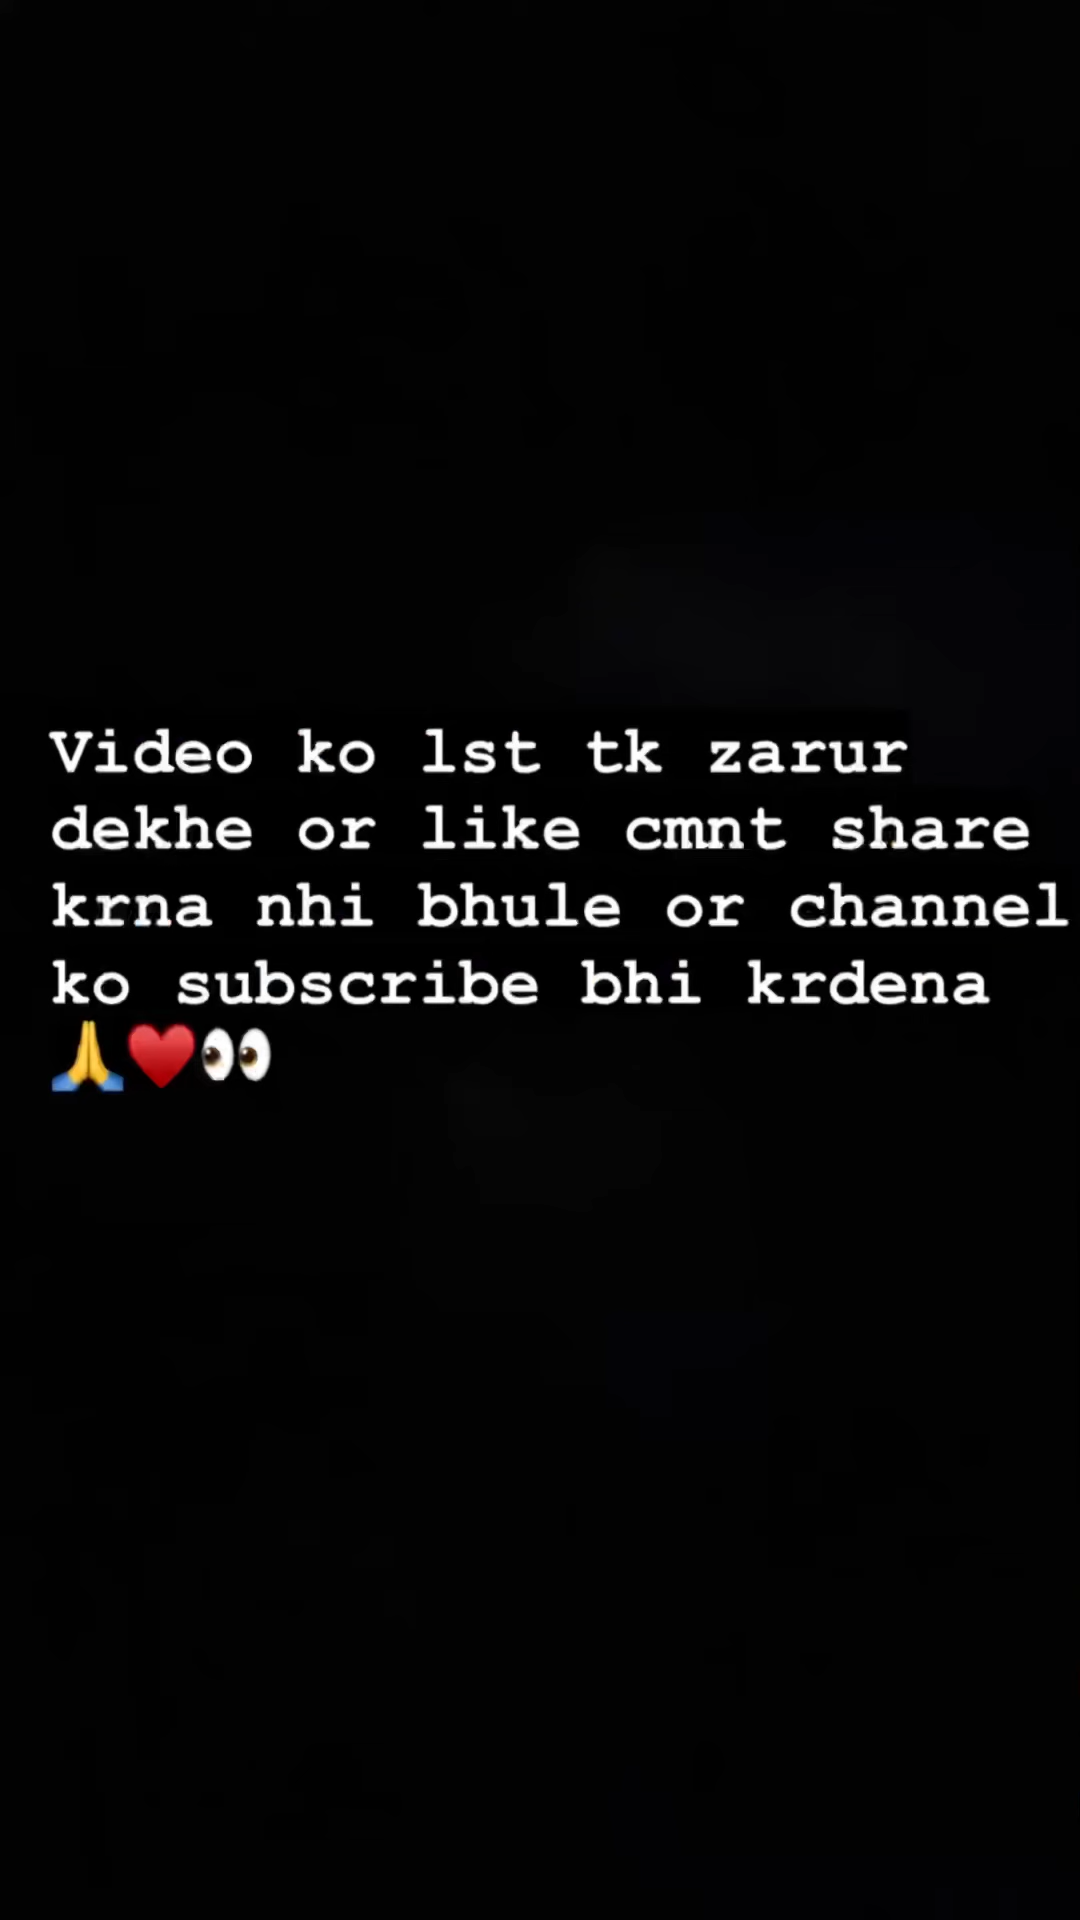 Video ko lst tk zarur
dekhe or like cmnt share
krna nhi bhule or channel
ko subscribe bhi krdena
🙏♥️👀